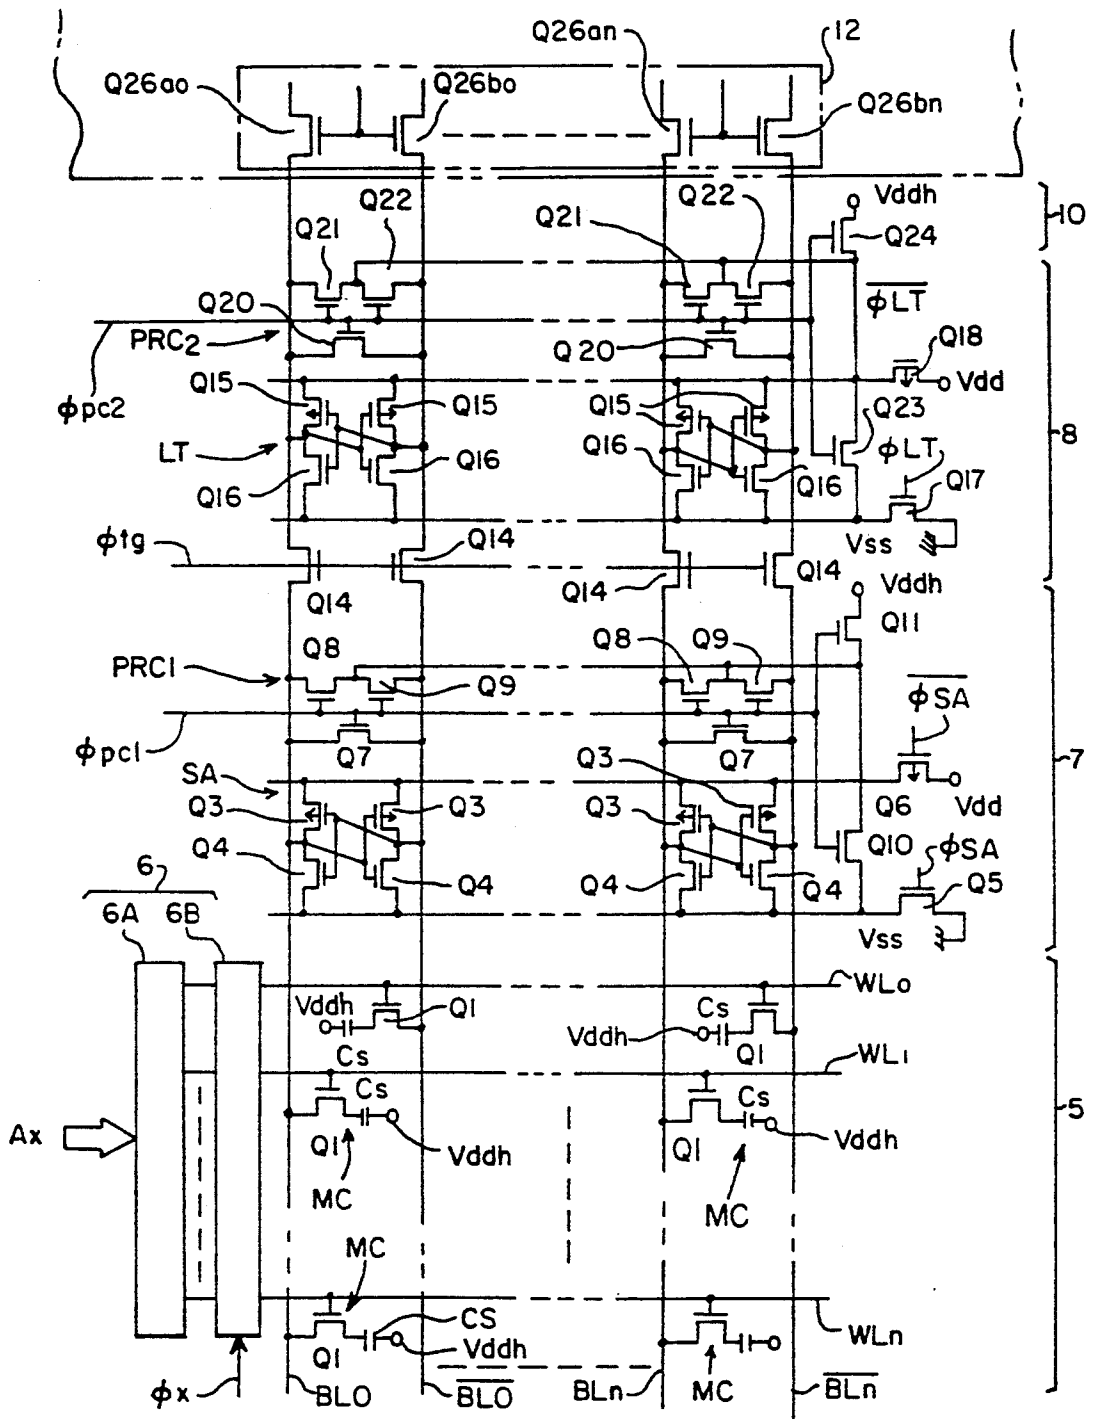 Q26an
12
Q26ao
Q26bo
Q26bn
Vddh
10
Q22
Q22
Q21
Q21
Q24
Q20
φLT
PRC2
Q20
Q18
Vdd
φpc2
Q15
Q15
Q15
Q23
8
LT
Q16
Q16
φLT
Q16
Q16
Q17
φtg
Q14
Vss
Q14
Q14
Q14
Vddh
Q11
Q8
Q8
Q9
PRC1
Q9
φSA
φpc1
Q7
Q7
Q3
7
SA
Q3
Q3
Q3
Q6
Vdd
Q4
Q10
φSA
6
Q4
Q4
Q4
Q5
6A
6B
Vss
WLo
Vddh
Q1
Cs
Vddh
Q1
Cs
WL1
Cs
Cs
5
Ax
Q1
Vddh
Q1
Vddh
MC
MC
MC
CS
WLn
Q1
Vddh
φx
BLO
BLO
BLn
MC
BLn